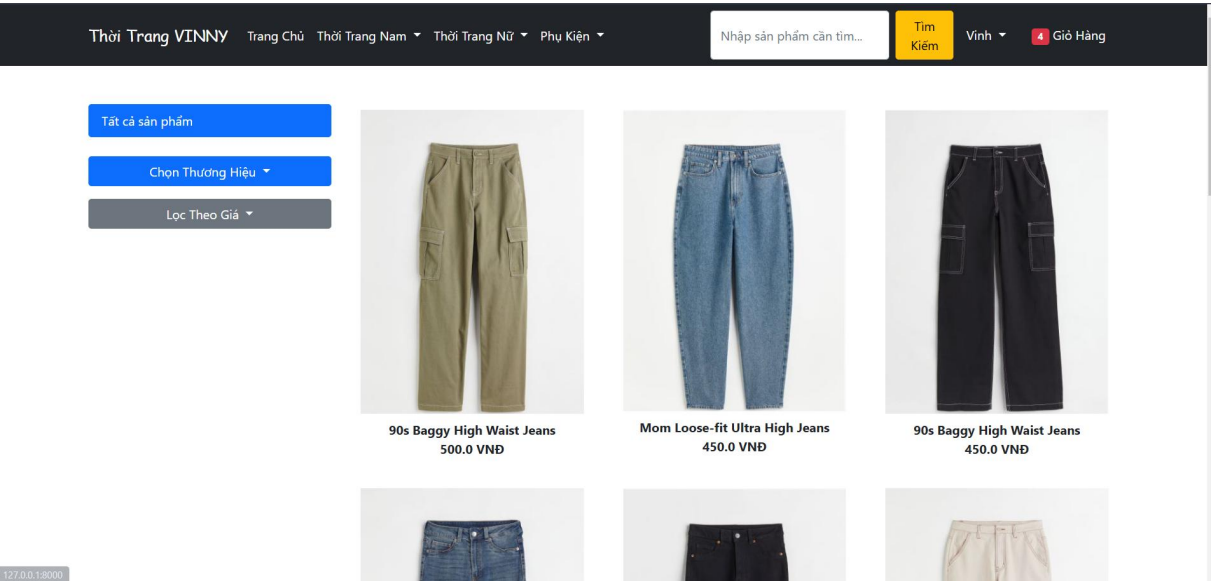 Thời Trang VINNY Trang Chủ Thời Trang Nam Thời Trang Nữ Phụ Kiện Nhập sản phẩm cần tìm... Tìm Kiếm Vinh 4 Giỏ Hàng
Tất cả sản phẩm
Chọn Thương Hiệu
Lọc Theo Giá
90s Baggy High Waist Jeans
500.0 VNĐ
Mom Loose-fit Ultra High Jeans
450.0 VNĐ
90s Baggy High Waist Jeans
450.0 VNĐ
127.0.0.1:8000